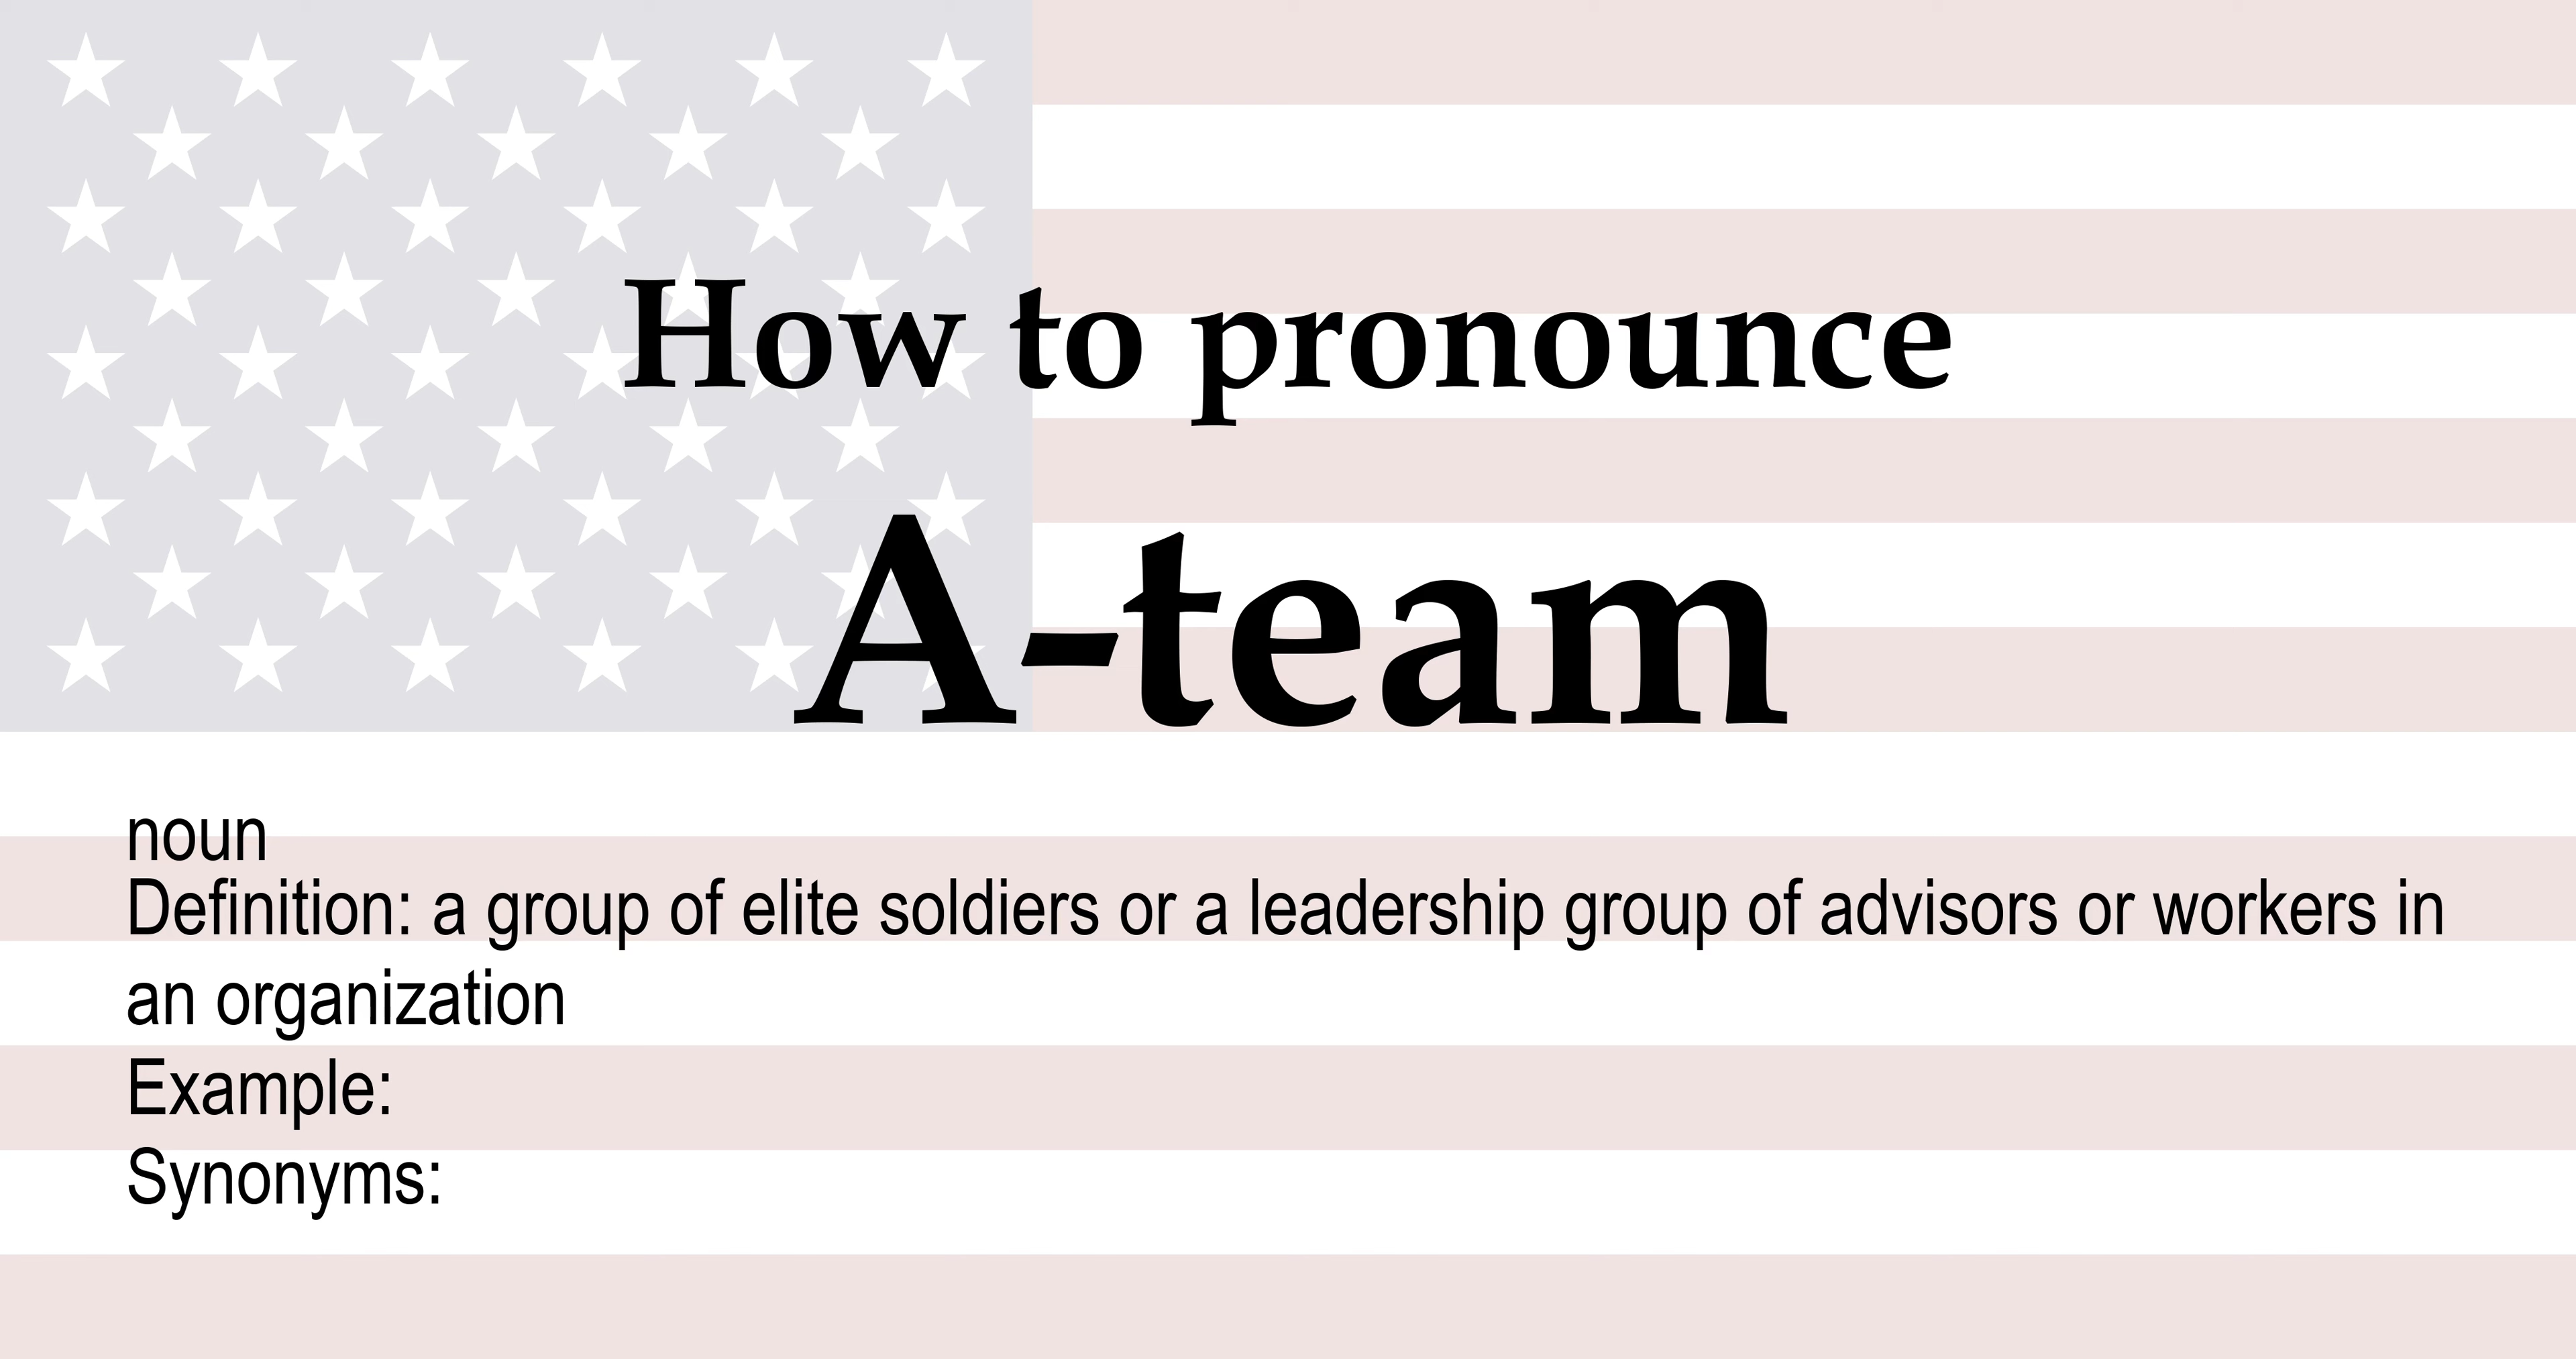 How to pronounce
A-team
noun
Definition: a group of elite soldiers or a leadership group of advisors or workers in
an organization
Example:
Synonyms: